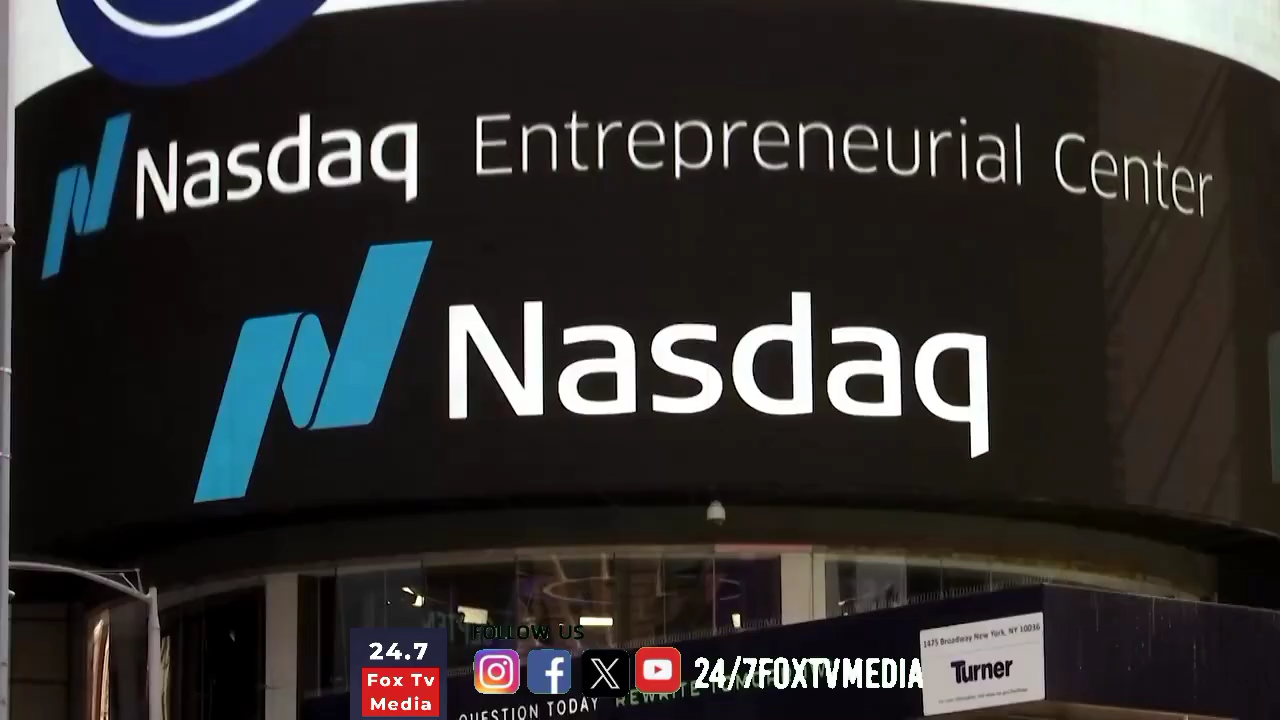 Nasdaq Entrepreneurial Center
Nasdaq
1475 Broadway New York, NY 10036
Turner
FOLLOW US
24.7
Fox Tv
Media
24/7FOXTVMEDIA
QUESTION TODAY REWRITE